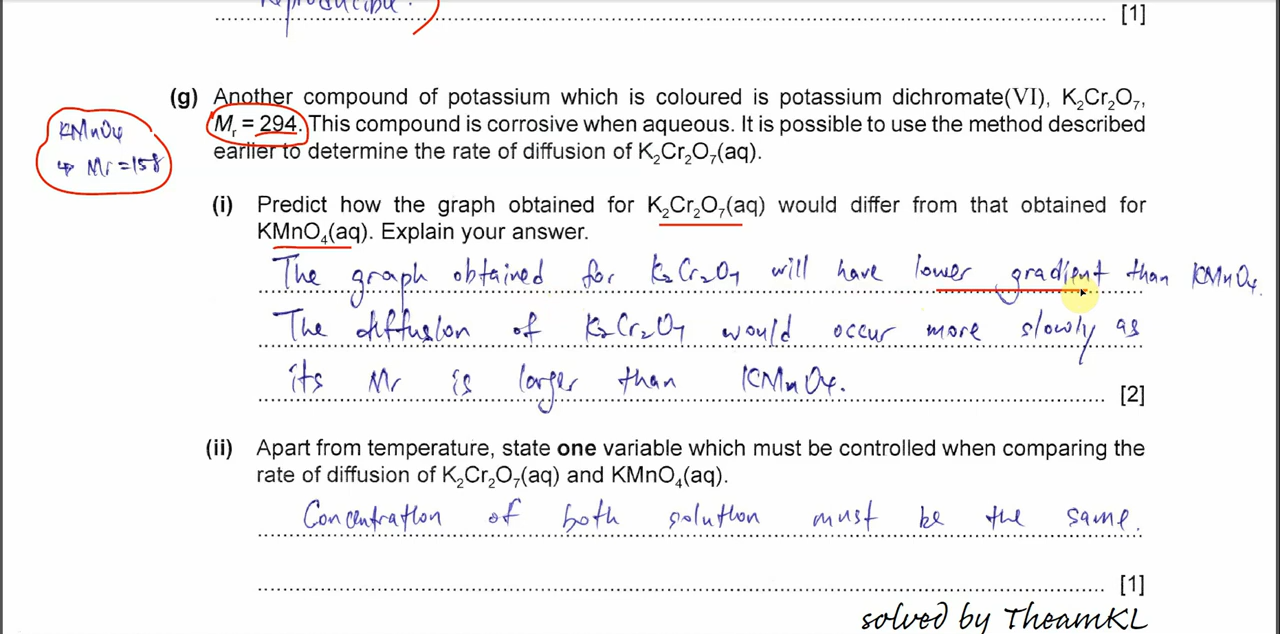 Reproducible.
[1]
(g) Another compound of potassium which is coloured is potassium dichromate(VI), K₂Cr₂O₇,
KMnO₄
↳ Mr = 158
Mᵣ = 294. This compound is corrosive when aqueous. It is possible to use the method described
earlier to determine the rate of diffusion of K₂Cr₂O₇(aq).
(i) Predict how the graph obtained for K₂Cr₂O₇(aq) would differ from that obtained for
KMnO₄(aq). Explain your answer.
The graph obtained for K₂Cr₂O₇ will have lower gradient than KMnO₄.
The diffusion of K₂Cr₂O₇ would occur more slowly as
its Mr is larger than KMnO₄.
[2]
(ii) Apart from temperature, state one variable which must be controlled when comparing the
rate of diffusion of K₂Cr₂O₇(aq) and KMnO₄(aq).
Concentration of both solution must be the same.
[1]
solved by TheamKL